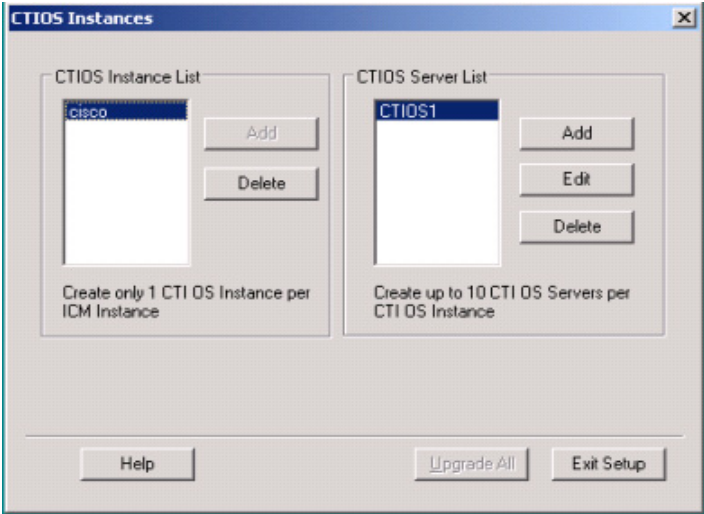 CTIOS Instances
CTIOS Instance List
cisco
Add
Delete
Create only 1 CTI OS Instance per
ICM Instance
CTIOS Server List
CTIOS1
Add
Edit
Delete
Create up to 10 CTI OS Servers per
CTI OS Instance
Help
Upgrade All
Exit Setup